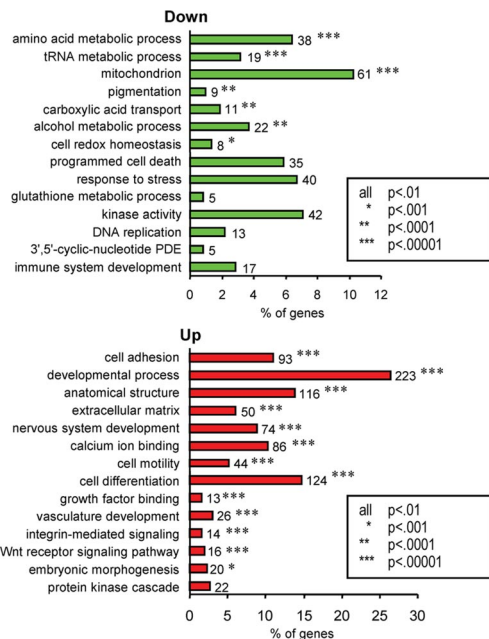 Down
amino acid metabolic process 38 ***
tRNA metabolic process 19 ***
mitochondrion 61 ***
pigmentation 9 **
carboxylic acid transport 11 **
alcohol metabolic process 22 **
cell redox homeostasis 8 *
programmed cell death 35
response to stress 40
glutathione metabolic process 5
kinase activity 42
DNA replication 13
3',5'-cyclic-nucleotide PDE 5
immune system development 17
all p<.01
* p<.001
** p<.0001
*** p<.00001
0 2 4 6 8 10 12
% of genes
Up
cell adhesion 93 ***
developmental process 223 ***
anatomical structure 116 ***
extracellular matrix 50 ***
nervous system development 74 ***
calcium ion binding 86 ***
cell motility 44 ***
cell differentiation 124 ***
growth factor binding 13 ***
vasculature development 26 ***
integrin-mediated signaling 14 ***
Wnt receptor signaling pathway 16 ***
embryonic morphogenesis 20 *
protein kinase cascade 22
all p<.01
* p<.001
** p<.0001
*** p<.00001
0 5 10 15 20 25 30
% of genes